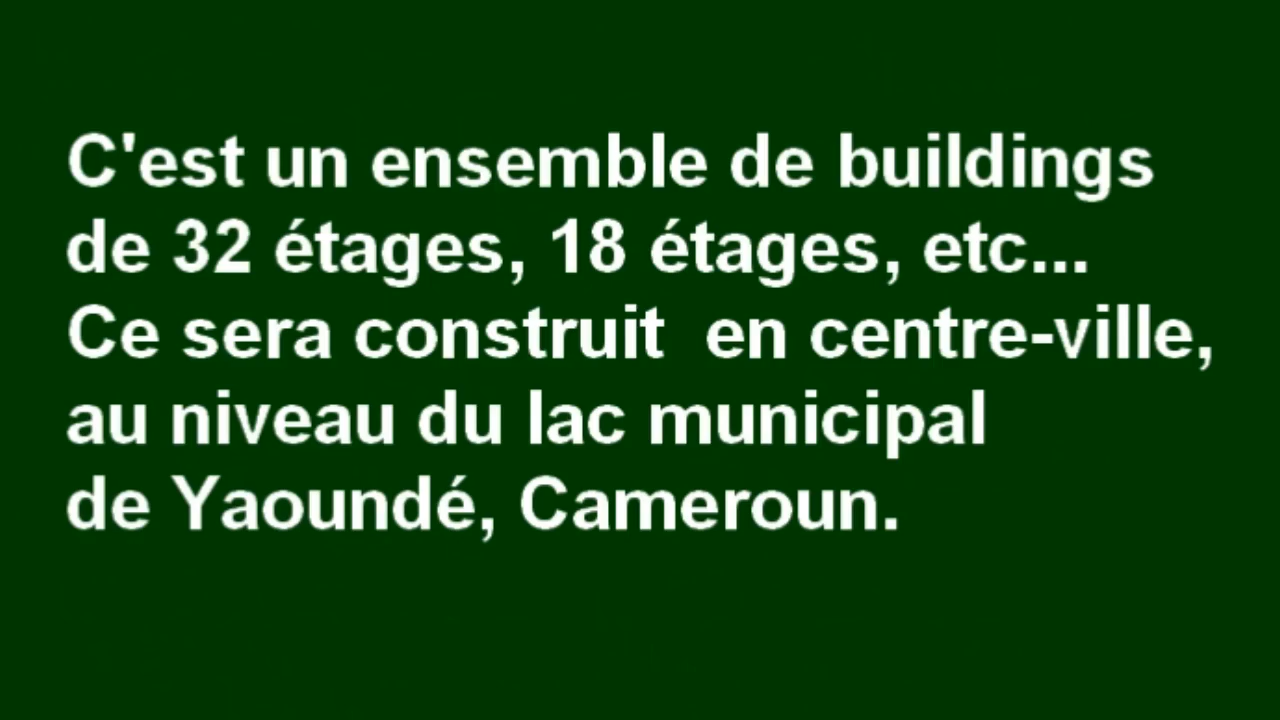 C'est un ensemble de buildings
de 32 étages, 18 étages, etc...
Ce sera construit  en centre-ville,
au niveau du lac municipal
de Yaoundé, Cameroun.